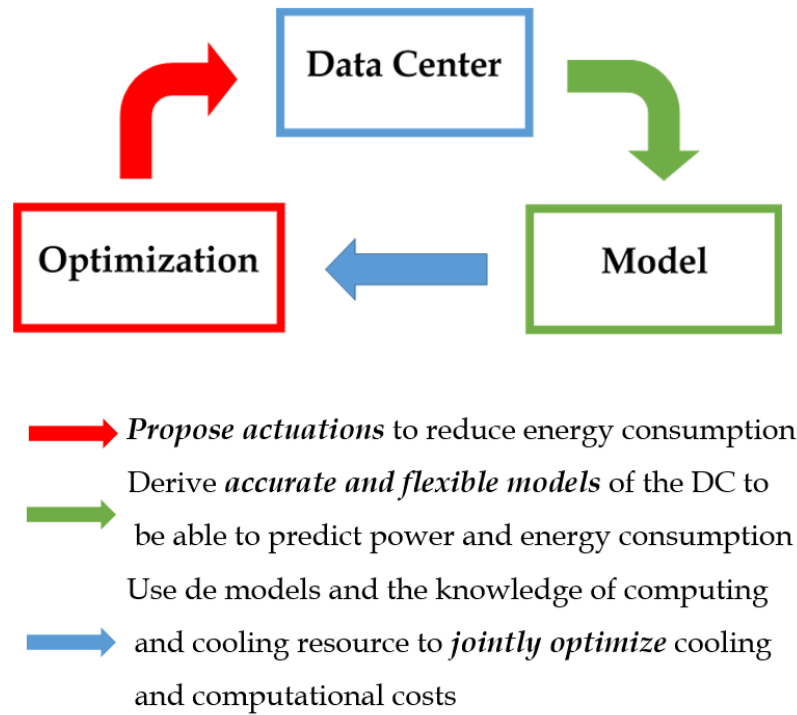 Data Center
Optimization
Model
Propose actuations to reduce energy consumption
Derive accurate and flexible models of the DC to
be able to predict power and energy consumption
Use de models and the knowledge of computing
and cooling resource to jointly optimize cooling
and computational costs